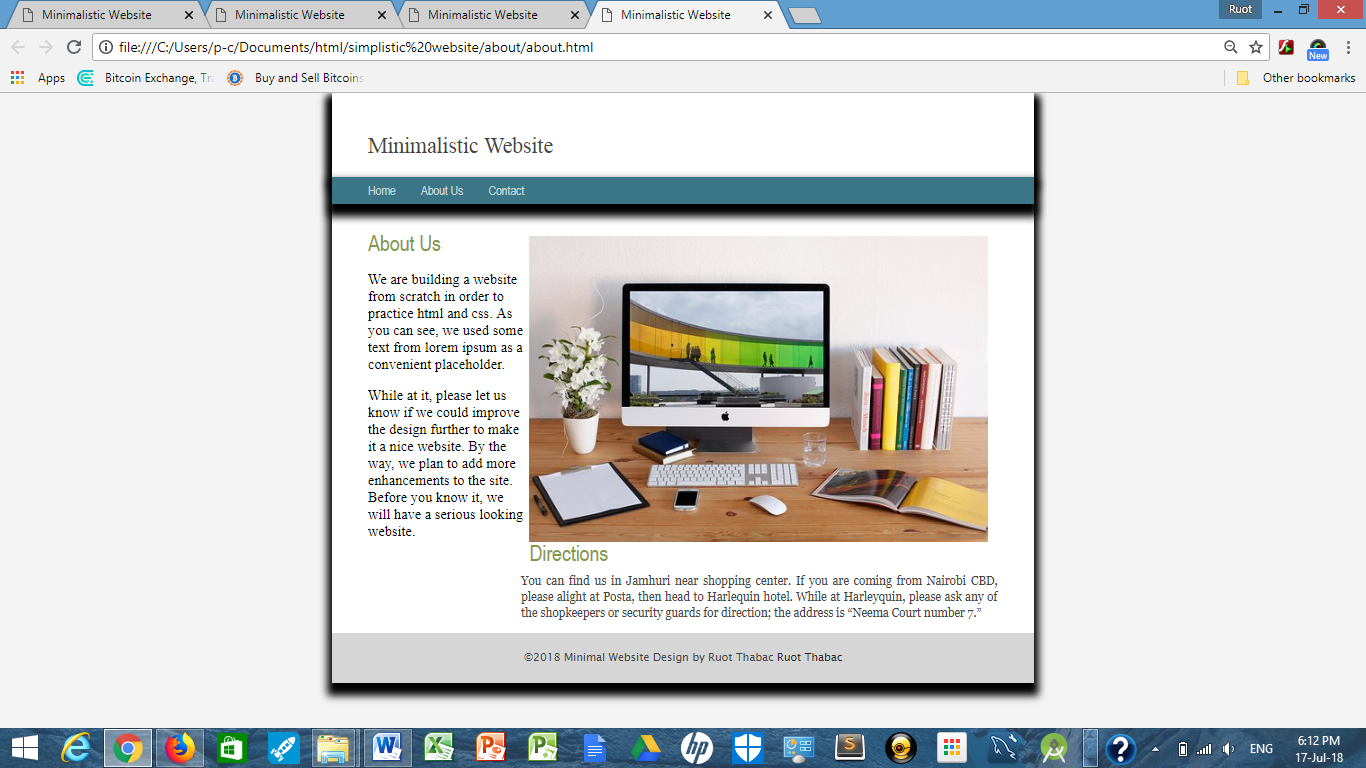 Minimalistic Website
Minimalistic Website
Minimalistic Website
Minimalistic Website
Ruot
file:///C:/Users/p-c/Documents/html/simplistic%20website/about/about.html
New
Apps
Bitcoin Exchange, Tra
Buy and Sell Bitcoins
Other bookmarks
Minimalistic Website
Home About Us Contact
About Us
We are building a website
from scratch in order to
practice html and css. As
you can see, we used some
text from lorem ipsum as a
convenient placeholder.
While at it, please let us
know if we could improve
the design further to make
it a nice website. By the
way, we plan to add more
enhancements to the site.
Before you know it, we
will have a serious looking
website.
Directions
You can find us in Jamhuri near shopping center. If you are coming from Nairobi CBD,
please alight at Posta, then head to Harlequin hotel. While at Harleyquin, please ask any of
the shopkeepers or security guards for direction; the address is “Neema Court number 7.”
©2018 Minimal Website Design by Ruot Thabac Ruot Thabac
ENG
6:12 PM
17-Jul-18